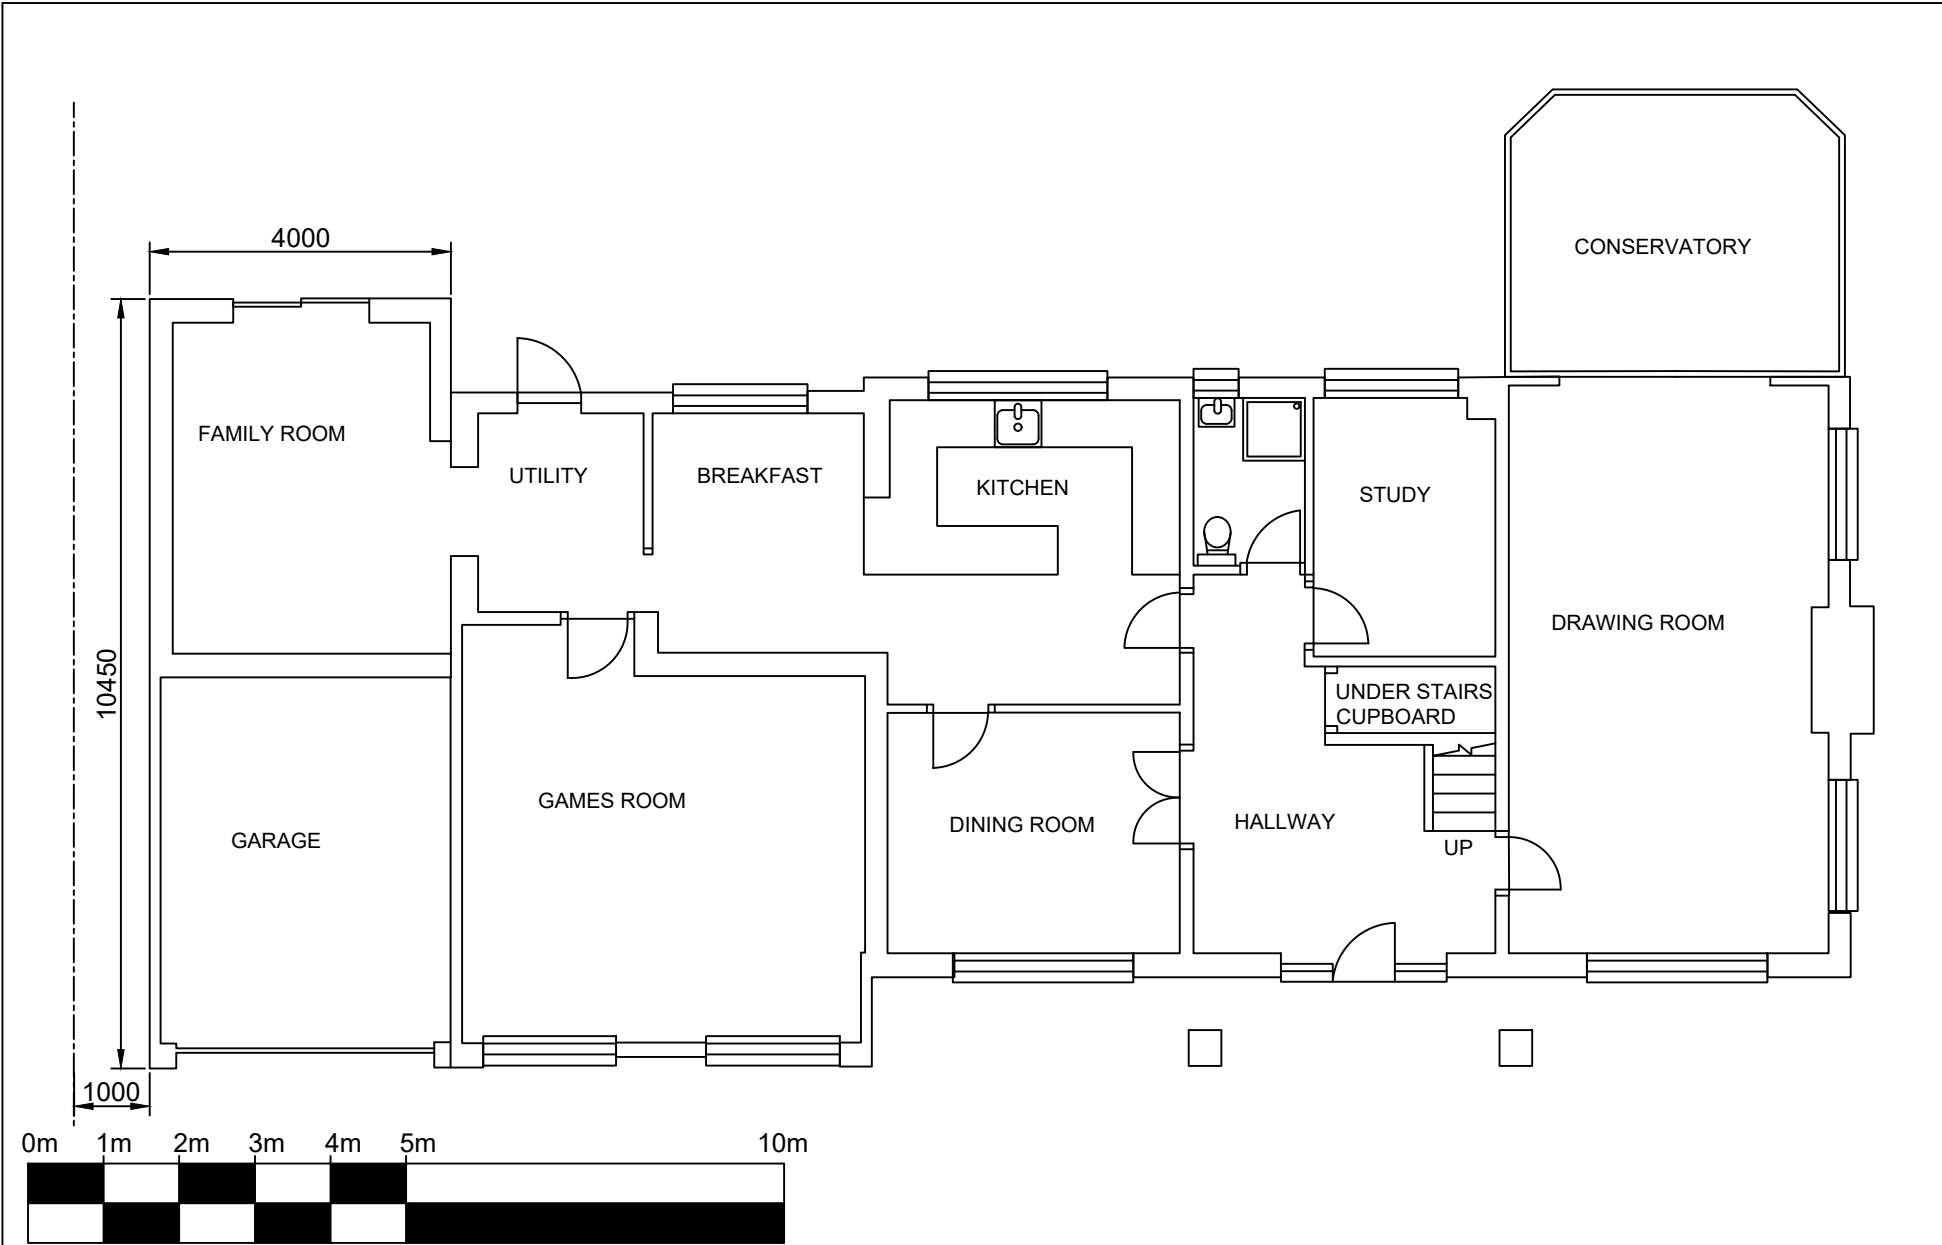 CONSERVATORY
4000
FAMILY ROOM
UTILITY
BREAKFAST
KITCHEN
STUDY
DRAWING ROOM
10450
UNDER STAIRS
CUPBOARD
GAMES ROOM
GARAGE
DINING ROOM
HALLWAY
UP
1000
0m 1m 2m 3m 4m 5m 10m